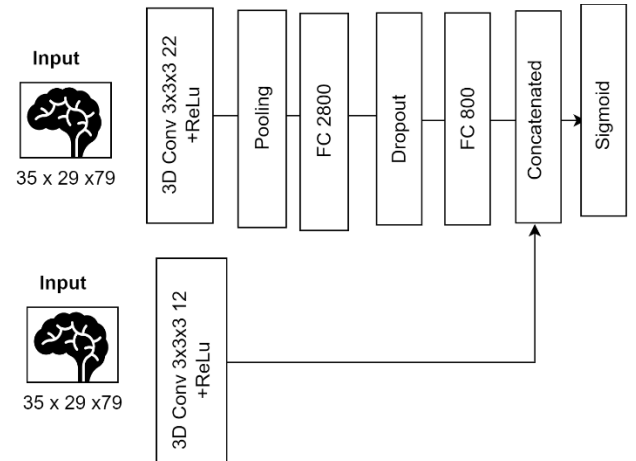 Input
35 x 29 x79
3D Conv 3x3x3 22
+ReLu
Pooling
FC 2800
Dropout
FC 800
Concatenated
Sigmoid
Input
35 x 29 x79
3D Conv 3x3x3 12
+ReLu